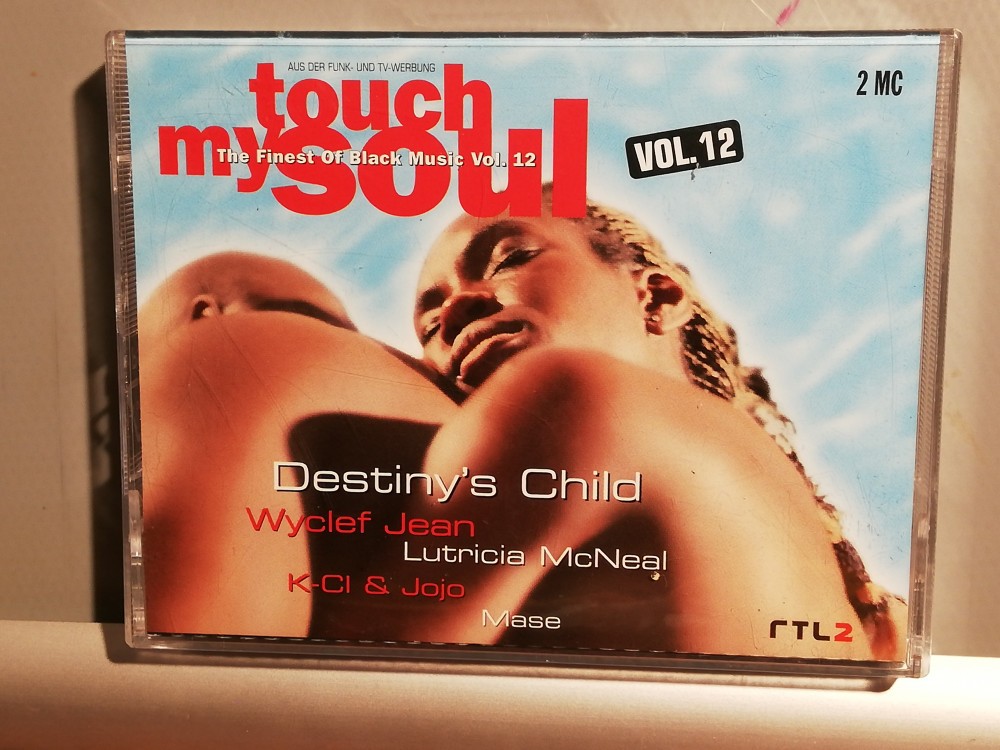 AUS DER FUNK- UND TV-WERBUNG
2 MC
touch
my soul
The Finest Of Black Music Vol. 12
VOL.12
Destiny's Child
Wyclef Jean
Lutricia McNeal
K-CI & Jojo
Mase
RTL2